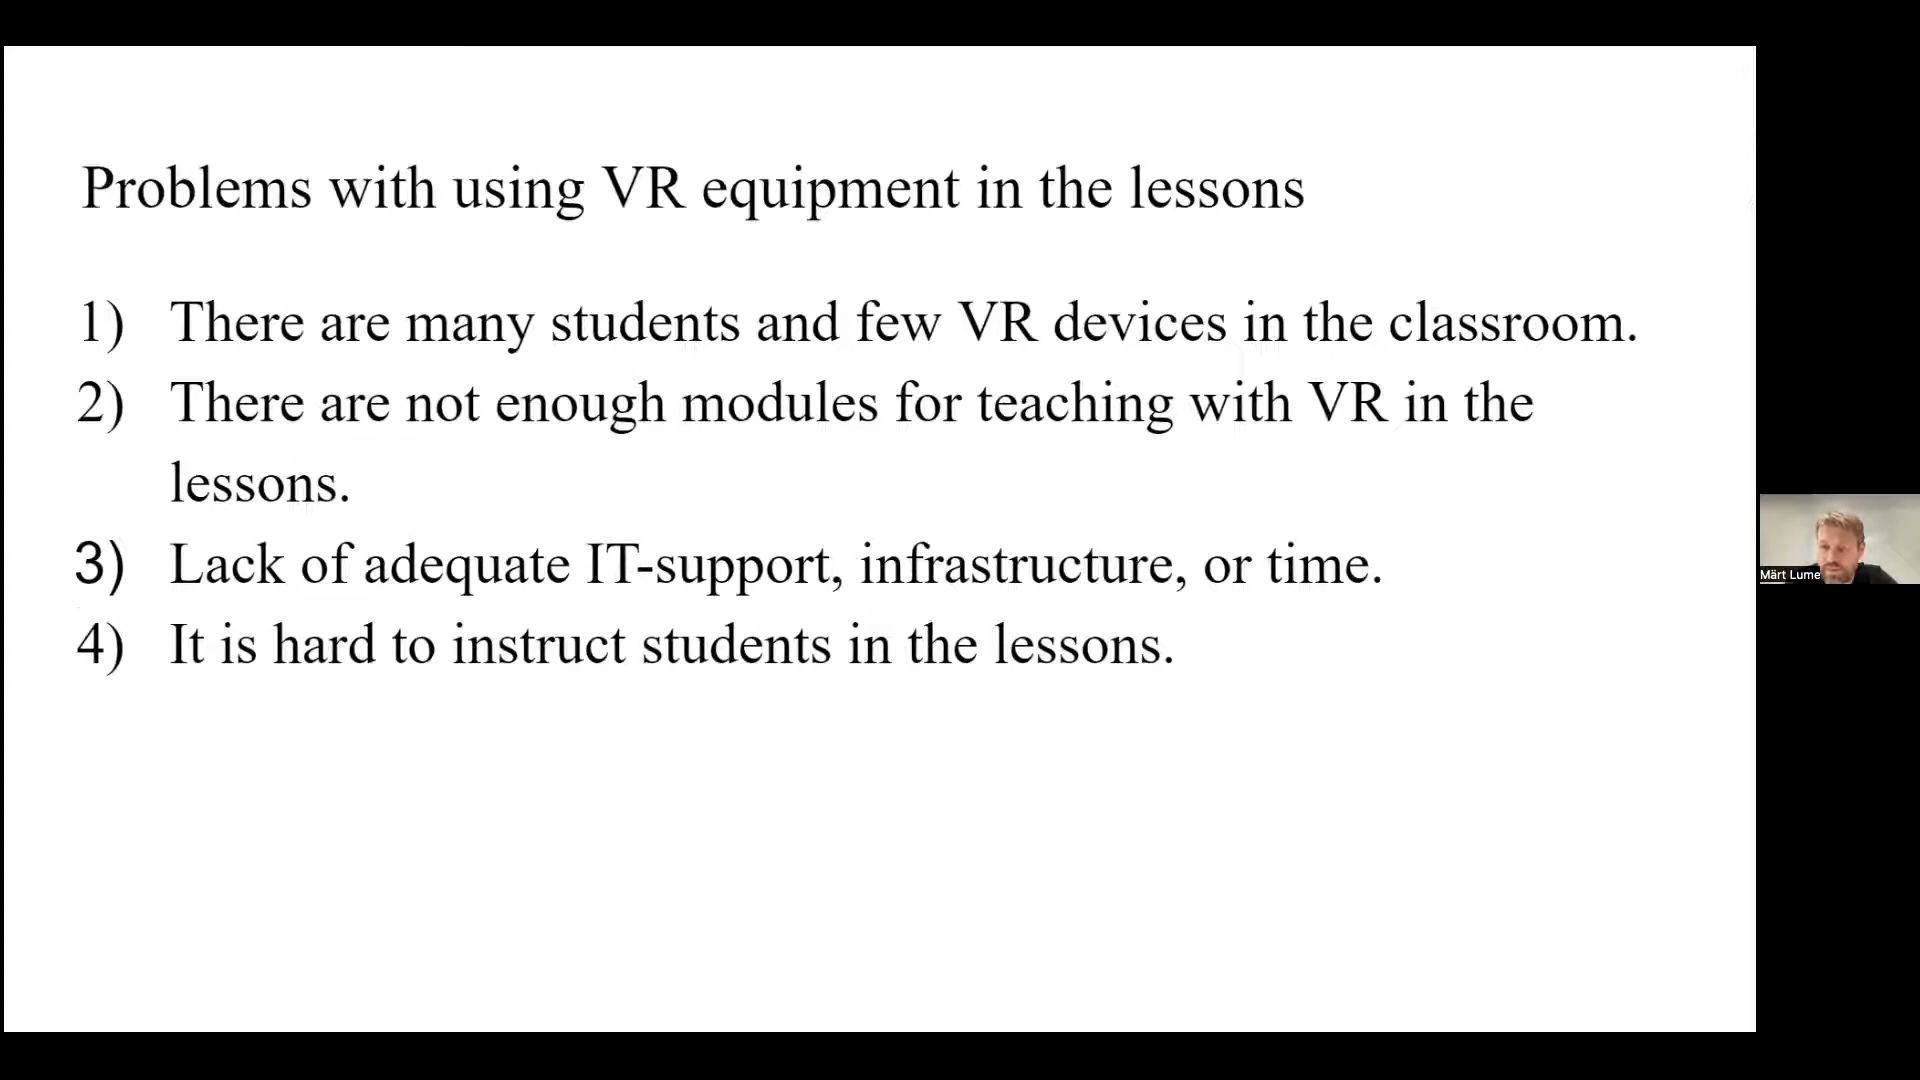 Problems with using VR equipment in the lessons
1) There are many students and few VR devices in the classroom.
2) There are not enough modules for teaching with VR in the
lessons.
3) Lack of adequate IT-support, infrastructure, or time.
4) It is hard to instruct students in the lessons.
Märt Lume